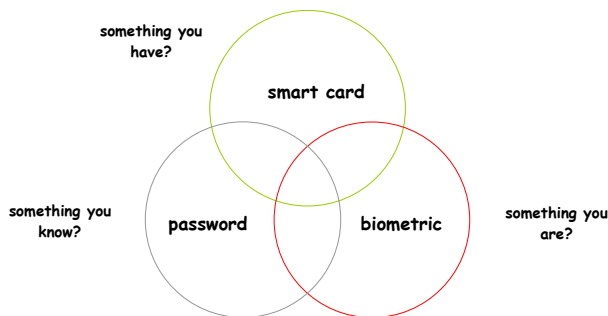 something you
have?
smart card
something you
know?
password
biometric
something you
are?